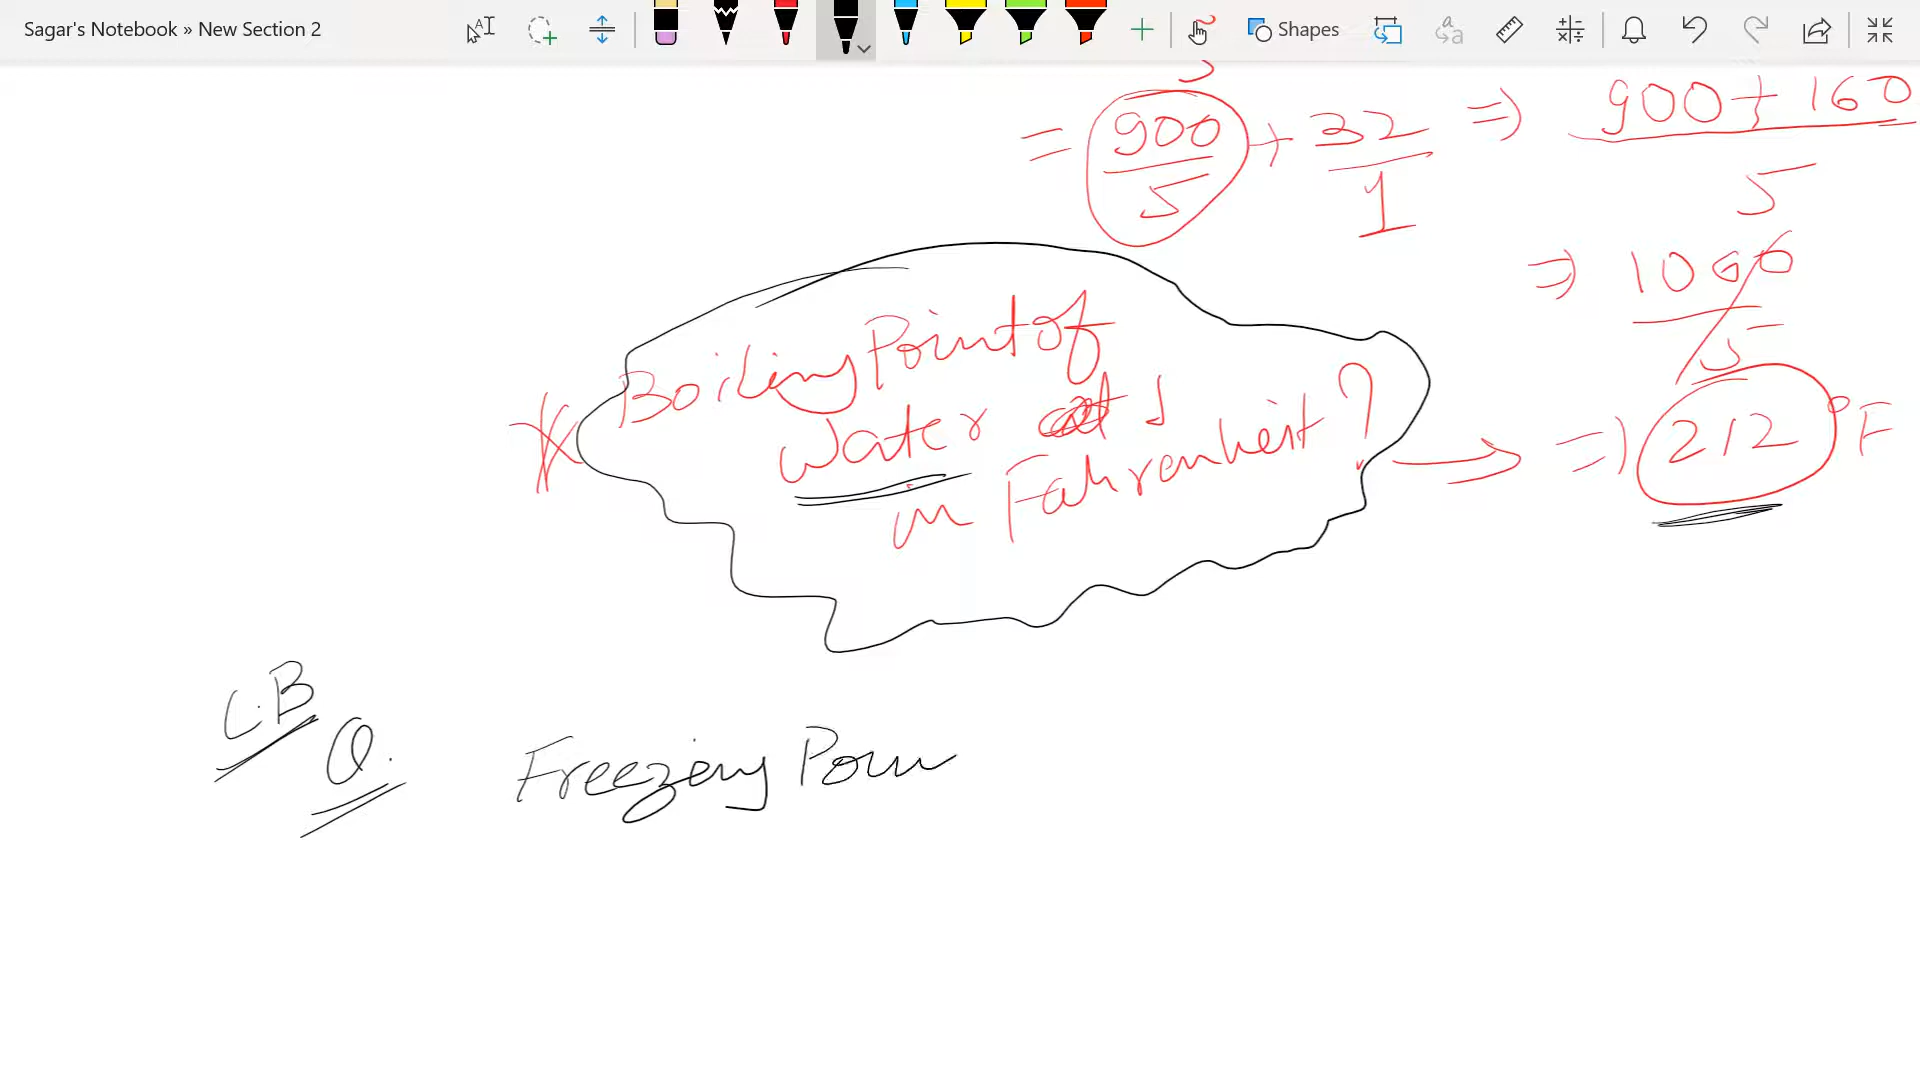 Sagar's Notebook » New Section 2
Shapes
= 900/5 + 32/1 => 900 + 160 / 5
=> 1060/5
Boiling Point of
Water
in Fahrenheit? → => 212 °F
C.B
Q. Freezing Poin